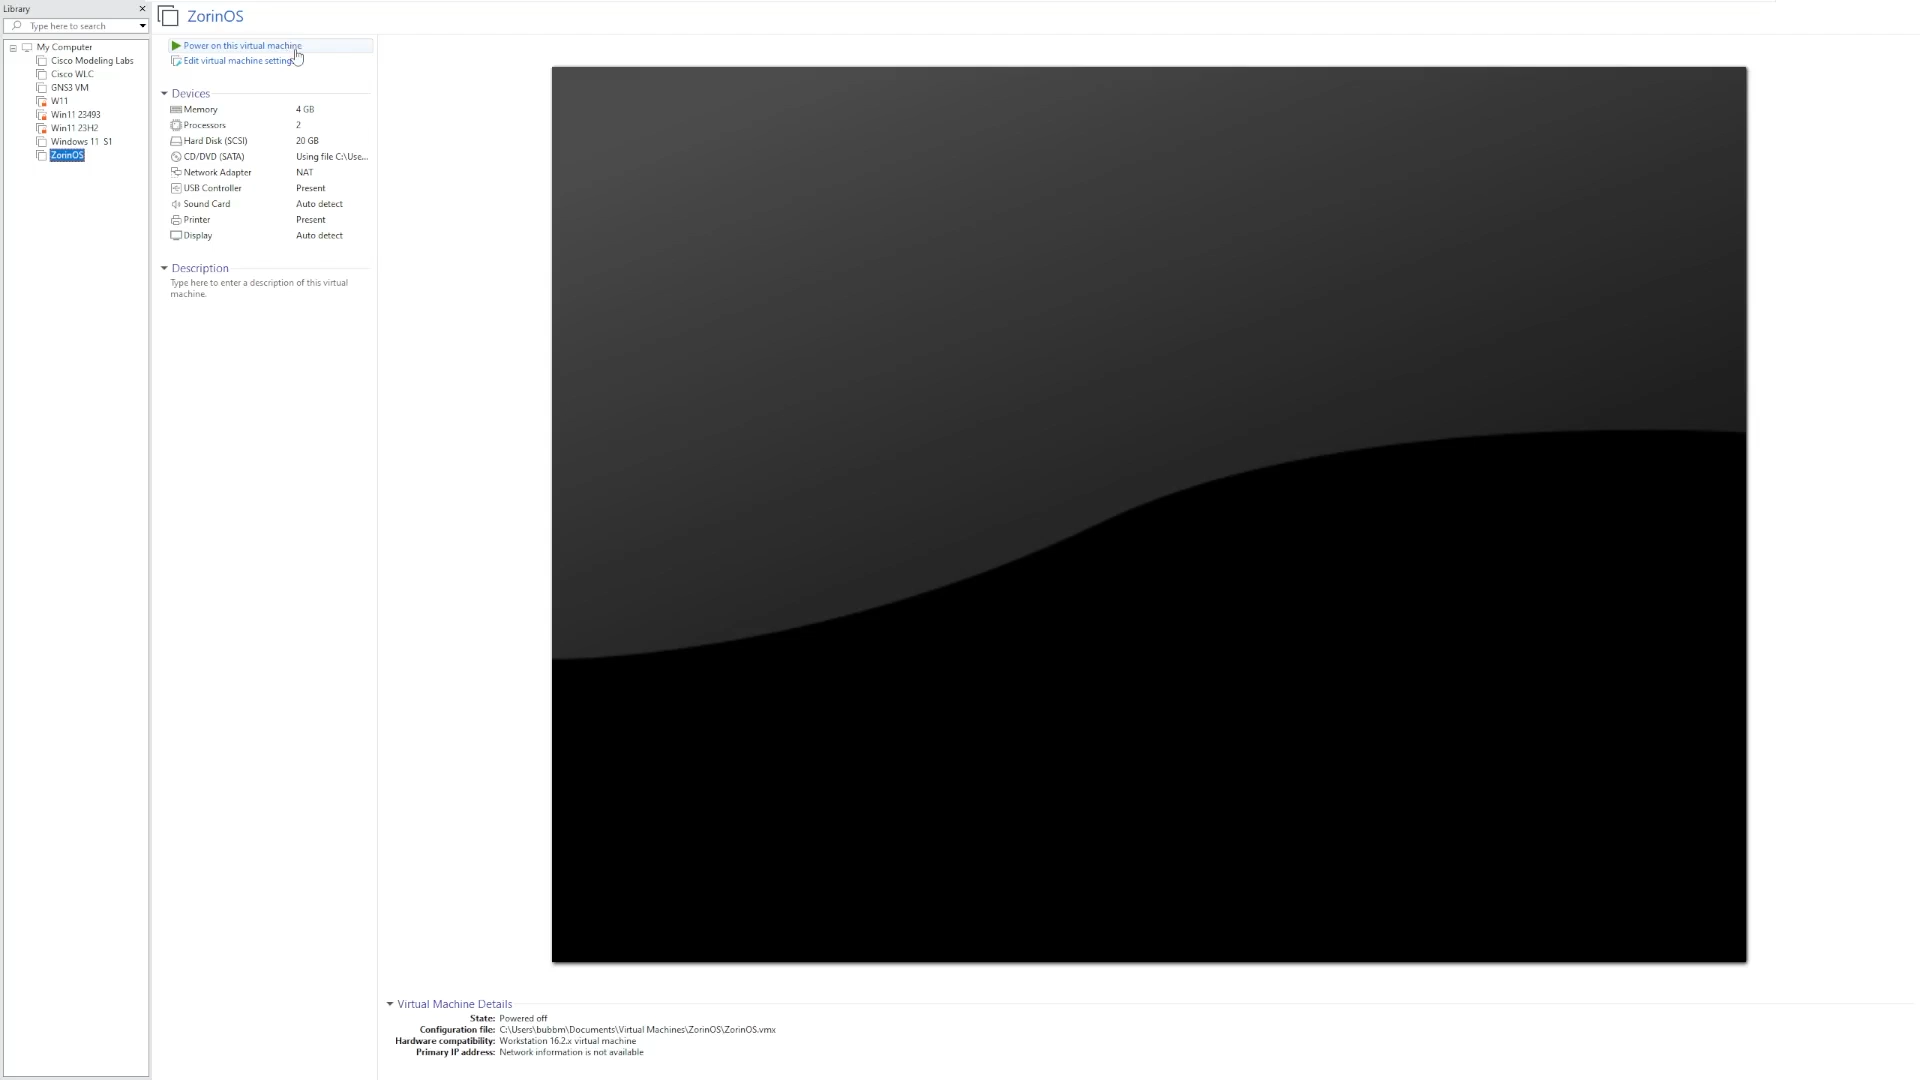 Library
Type here to search
My Computer
Cisco Modeling Labs
Cisco WLC
GNS3 VM
W11
Win11 23493
Win11 23H2
Windows 11 S1
ZorinOS
ZorinOS
Power on this virtual machine
Edit virtual machine setting
Devices
Memory 4 GB
Processors 2
Hard Disk (SCSI) 20 GB
CD/DVD (SATA) Using file C:\Use...
Network Adapter NAT
USB Controller Present
Sound Card Auto detect
Printer Present
Display Auto detect
Description
Type here to enter a description of this virtual
machine.
Virtual Machine Details
State: Powered off
Configuration file: C:\Users\bubbm\Documents\Virtual Machines\ZorinOS\ZorinOS.vmx
Hardware compatibility: Workstation 16.2.x virtual machine
Primary IP address: Network information is not available